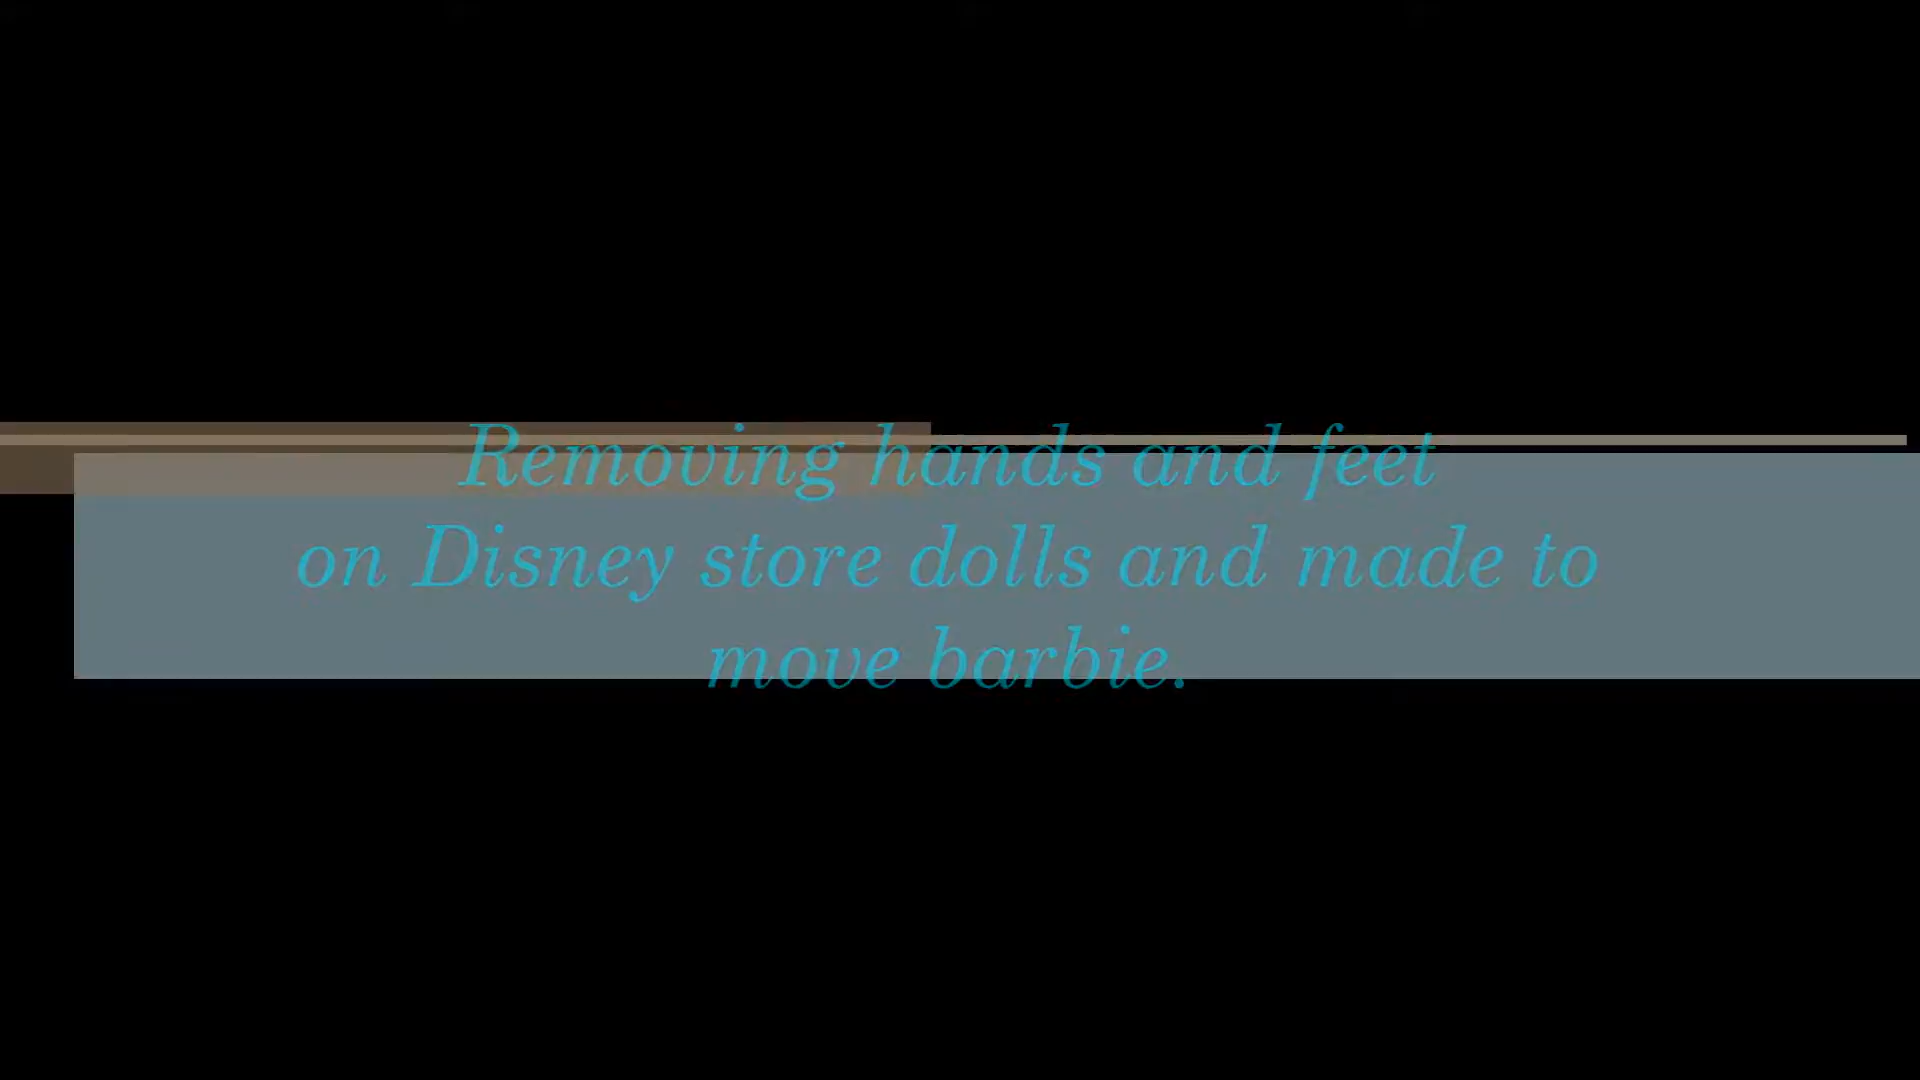 Removing hands and feet
on Disney store dolls and made to
move barbie.